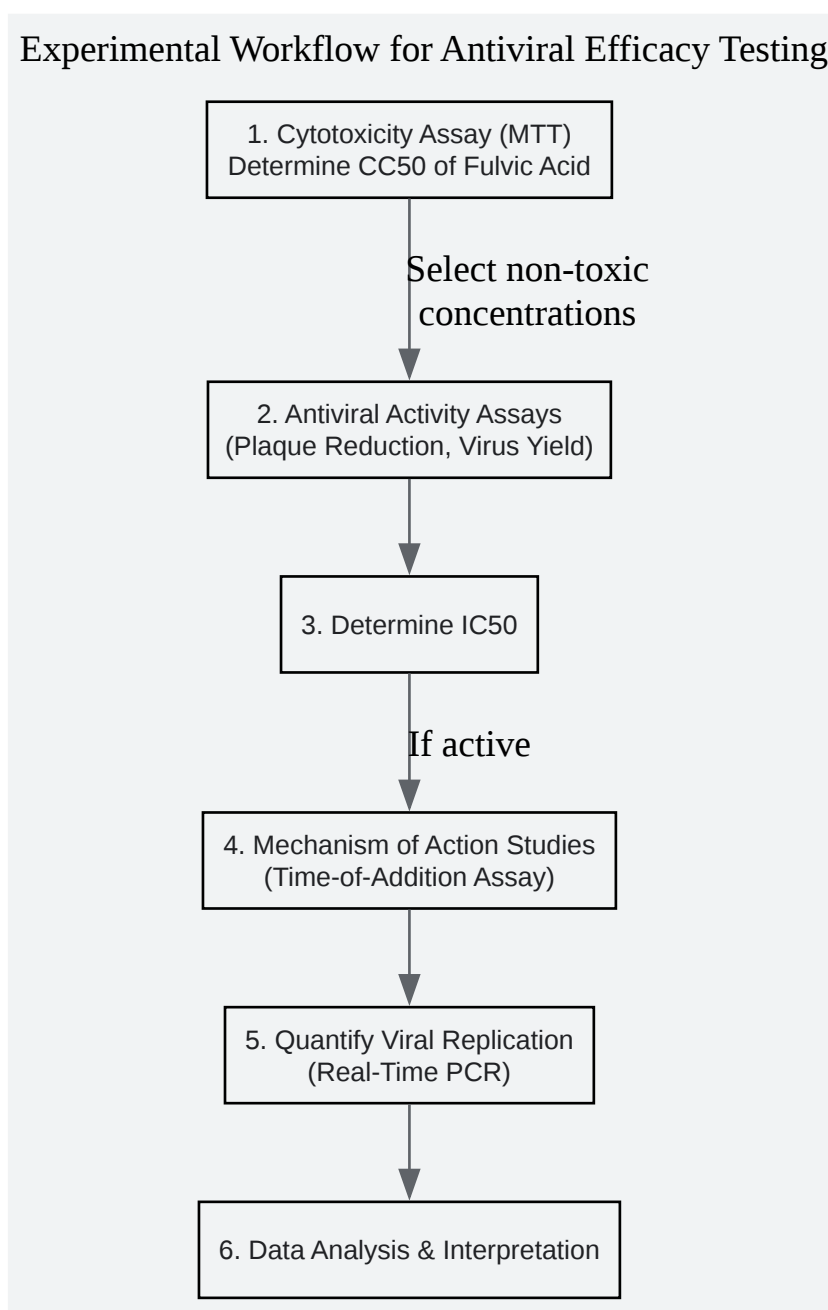 Experimental Workflow for Antiviral Efficacy Testing
1. Cytotoxicity Assay (MTT)
Determine CC50 of Fulvic Acid
Select non-toxic
concentrations
2. Antiviral Activity Assays
(Plaque Reduction, Virus Yield)
3. Determine IC50
If active
4. Mechanism of Action Studies
(Time-of-Addition Assay)
5. Quantify Viral Replication
(Real-Time PCR)
6. Data Analysis & Interpretation